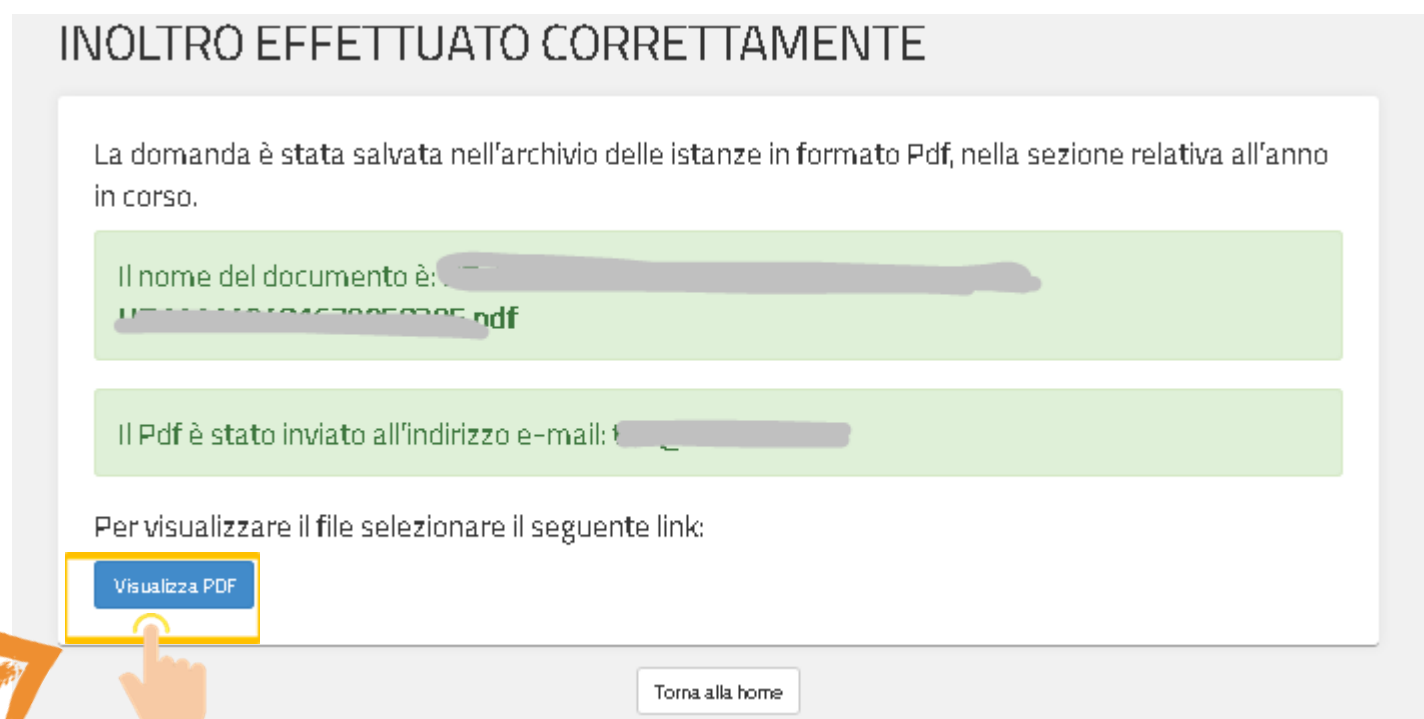 INOLTRO EFFETTUATO CORRETTAMENTE
La domanda è stata salvata nell'archivio delle istanze in formato Pdf, nella sezione relativa all'anno
in corso.
Il nome del documento è:
.pdf
Il Pdf è stato inviato all'indirizzo e-mail:
Per visualizzare il file selezionare il seguente link:
Visualizza PDF
Torna alla home